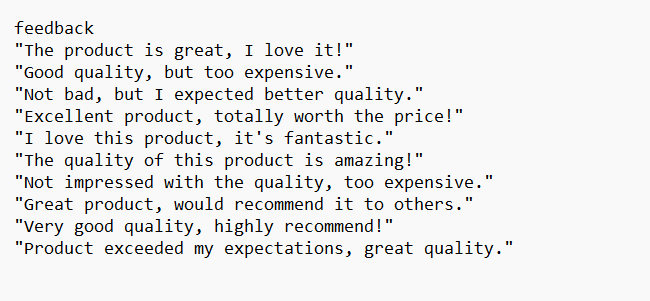 feedback
"The product is great, I love it!"
"Good quality, but too expensive."
"Not bad, but I expected better quality."
"Excellent product, totally worth the price!"
"I love this product, it's fantastic."
"The quality of this product is amazing!"
"Not impressed with the quality, too expensive."
"Great product, would recommend it to others."
"Very good quality, highly recommend!"
"Product exceeded my expectations, great quality."